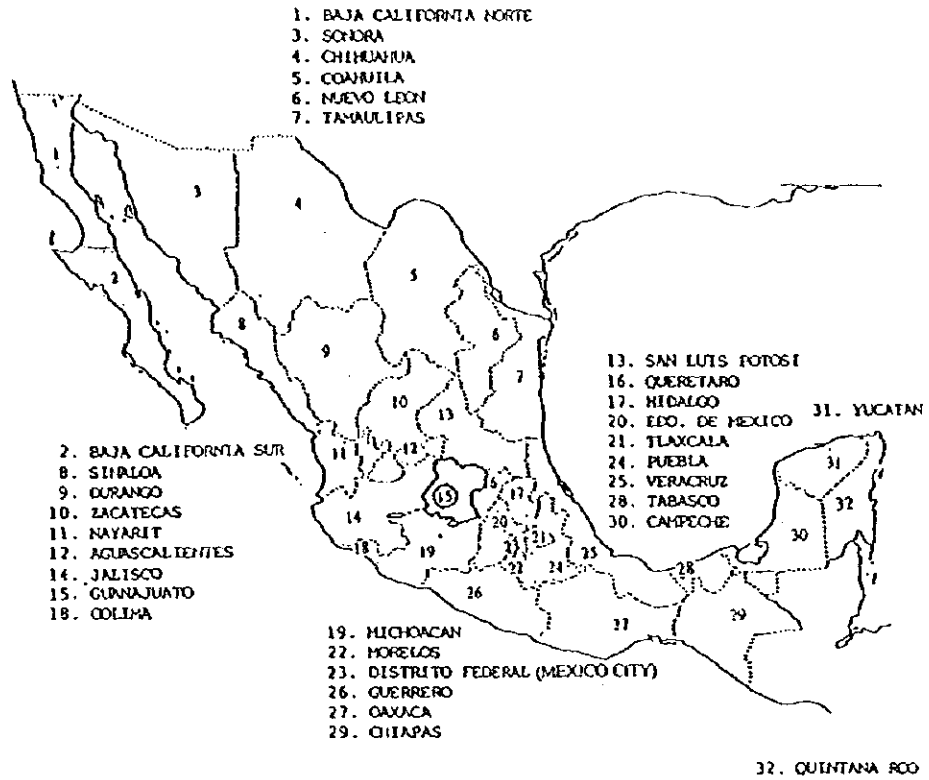 1. BAJA CALIFORNIA NORTE
3. SONORA
4. CHIHUAHUA
5. COAHUILA
6. NUEVO LEON
7. TAMAULIPAS
1
3
4
2
5
8
6
9
7
10
13
11
12
15
16
17
14
20
21
18
19
23
22
24
25
26
27
28
29
30
31
32
13. SAN LUIS POTOSI
16. QUERETARO
17. HIDALGO
20. EDO. DE MEXICO
21. TLAXCALA
24. PUEBLA
25. VERACRUZ
28. TABASCO
30. CAMPECHE
31. YUCATAN
2. BAJA CALIFORNIA SUR
8. SINALOA
9. DURANGO
10. ZACATECAS
11. NAYARIT
12. AGUASCALIENTES
14. JALISCO
15. GUANAJUATO
18. COLIMA
19. MICHOACAN
22. MORELOS
23. DISTRITO FEDERAL (MEXICO CITY)
26. GUERRERO
27. OAXACA
29. CHIAPAS
32. QUINTANA ROO